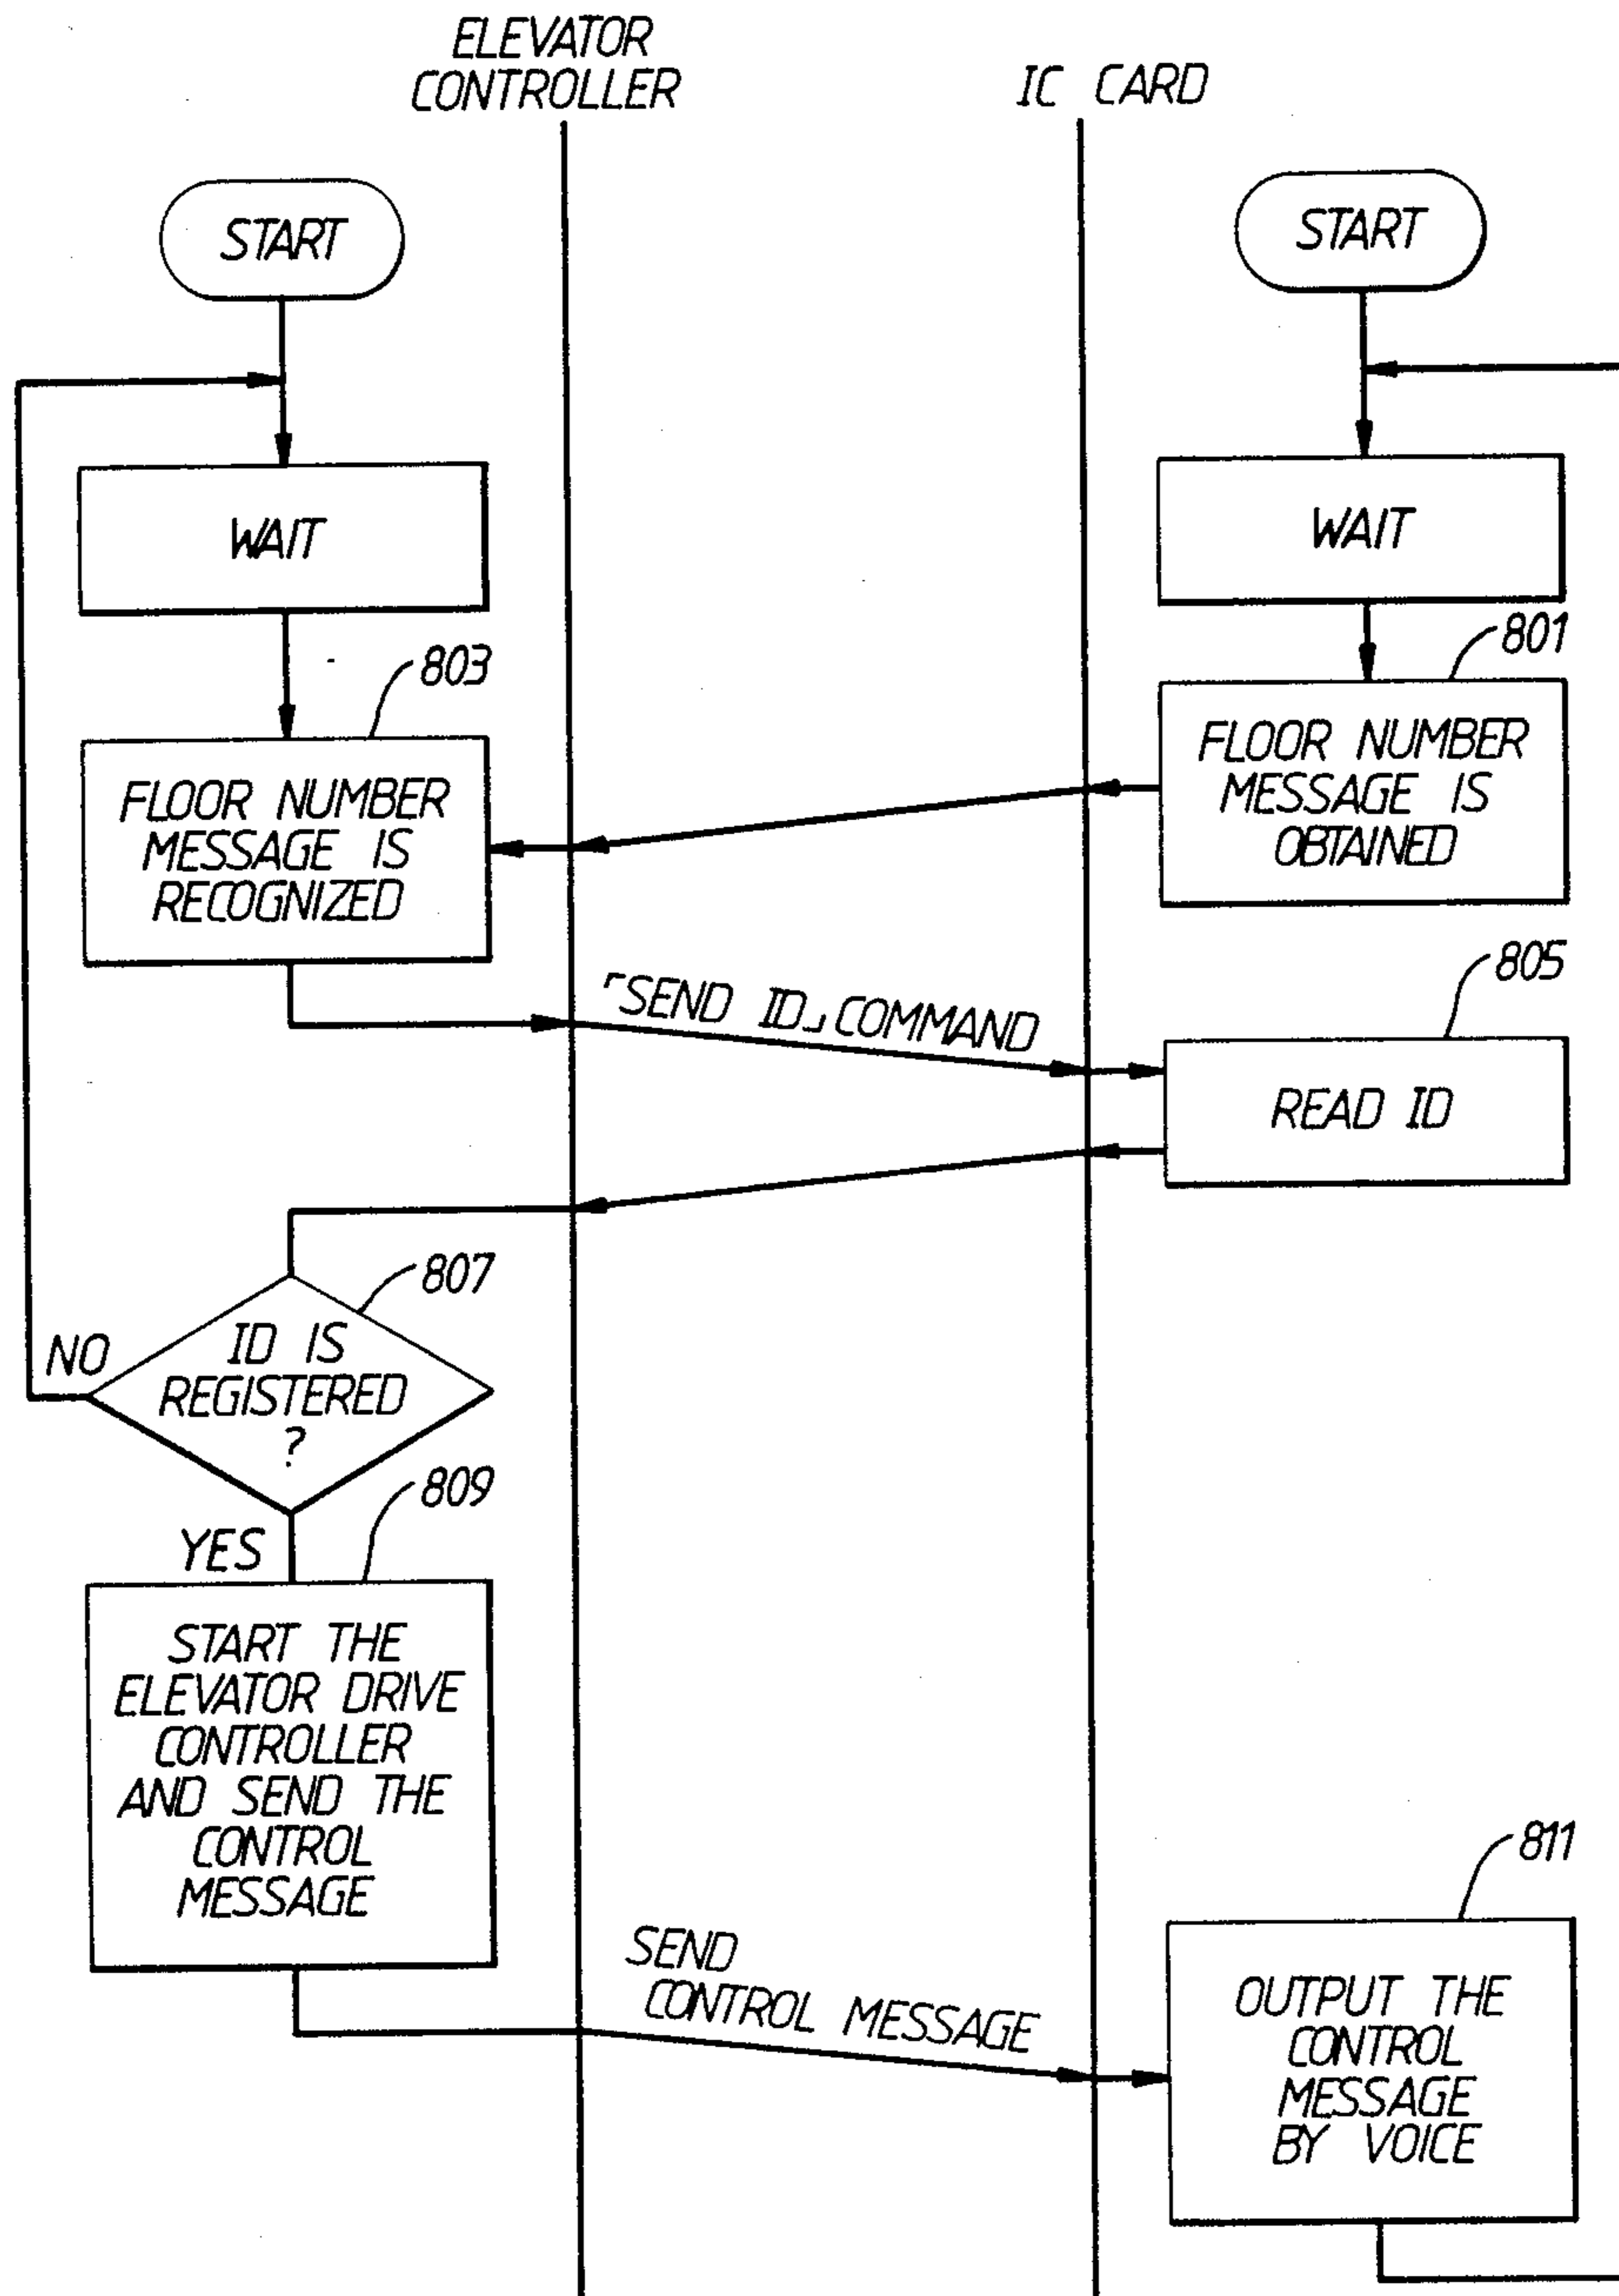 ELEVATOR
CONTROLLER
IC CARD
START
START
WAIT
WAIT
801
803
FLOOR NUMBER
MESSAGE IS
OBTAINED
FLOOR NUMBER
MESSAGE IS
RECOGNIZED
805
「SEND ID」 COMMAND
READ ID
807
ID IS
REGISTERED
?
NO
809
YES
START THE
ELEVATOR DRIVE
CONTROLLER
AND SEND THE
CONTROL
MESSAGE
811
SEND
CONTROL MESSAGE
OUTPUT THE
CONTROL
MESSAGE
BY VOICE